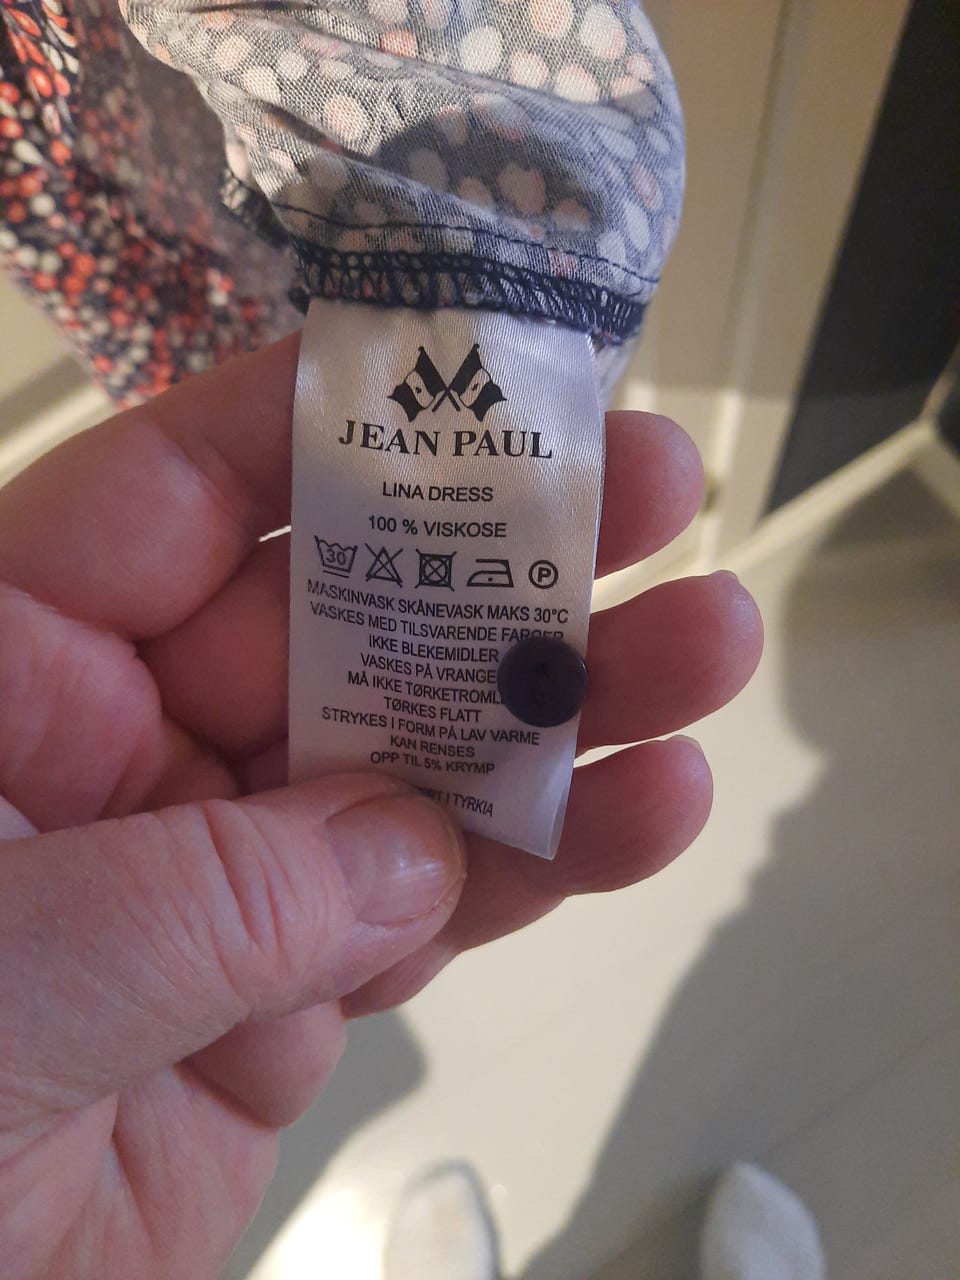 JEAN PAUL
LINA DRESS
100 % VISKOSE
30 P
MASKINVASK SKÅNEVASK MAKS 30°C
VASKES MED TILSVARENDE FARGER
IKKE BLEKEMIDLER
VASKES PÅ VRANGE
MÅ IKKE TØRKETROML
TØRKES FLATT
STRYKES I FORM PÅ LAV VARME
KAN RENSES
OPP TIL 5% KRYMP
I TYRKIA